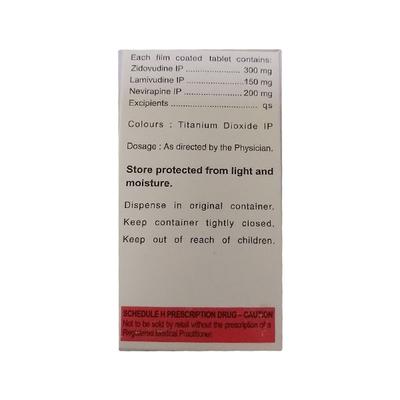 Each film coated tablet contains:
Zidovudine IP ..................... 300 mg
Lamivudine IP ..................... 150 mg
Nevirapine IP ..................... 200 mg
Excipients ........................... qs
Colours : Titanium Dioxide IP
Dosage : As directed by the Physician.
Store protected from light and
moisture.
Dispense in original container.
Keep container tightly closed.
Keep out of reach of children.
SCHEDULE H PRESCRIPTION DRUG – CAUTION
Not to be sold by retail without the prescription of a
Registered Medical Practitioner.